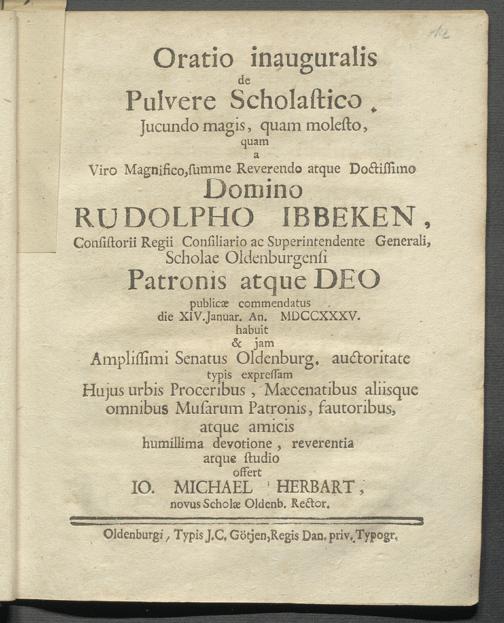 Oratio inauguralis
de
Pulvere Scholaſtico.
Jucundo magis, quam moleſto,
quam
a
Viro Magnifico, ſumme Reverendo atque Doctiſſimo
Domino
RUDOLPHO IBBEKEN,
Conſiſtorii Regii Conſiliario ac Superintendente Generali,
Scholae Oldenburgenſi
Patronis atque DEO
publicæ commendatus
die XIV. Januar. An. MDCCXXXV.
habuit
& jam
Ampliſſimi Senatus Oldenburg. auctoritate
typis expreſſam
Hujus urbis Proceribus, Mæcenatibus aliisque
omnibus Muſarum Patronis, fautoribus,
atque amicis
humillima devotione, reverentia
atque ſtudio
offert
IO. MICHAEL HERBART,
novus Scholæ Oldenb. Rector.
Oldenburgi, Typis J.C. Götjen, Regis Dan. priv. Typogr.